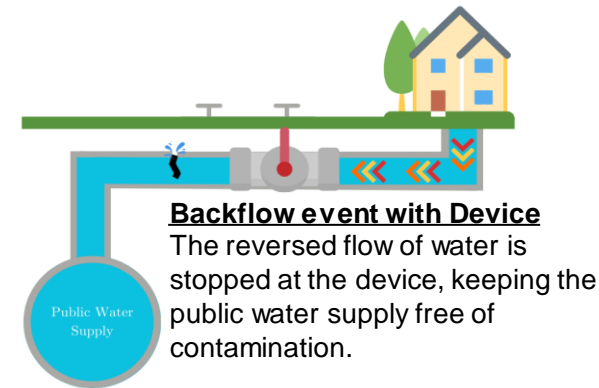 Backflow event with Device
The reversed flow of water is
stopped at the device, keeping the
public water supply free of
contamination.
Public Water
Supply